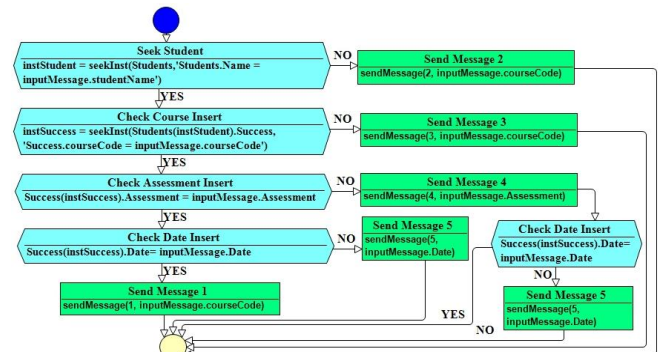 Seek Student
instStudent = seekInst(Students,'Students.Name =
inputMessage.studentName')
NO
Send Message 2
sendMessage(2, inputMessage.courseCode)
YES
Check Course Insert
instSuccess = seekInst(Students(instStudent).Success,
'Success.courseCode = inputMessage.courseCode')
NO
Send Message 3
sendMessage(3, inputMessage.courseCode)
YES
Check Assessment Insert
Success(instSuccess).Assessment = inputMessage.Assessment
NO
Send Message 4
sendMessage(4, inputMessage.Assessment)
YES
Check Date Insert
Success(instSuccess).Date= inputMessage.Date
NO
Send Message 5
sendMessage(5,
inputMessage.Date)
Check Date Insert
Success(instSuccess).Date=
inputMessage.Date
YES
NO
Send Message 1
sendMessage(1, inputMessage.courseCode)
Send Message 5
sendMessage(5,
inputMessage.Date)
YES
NO